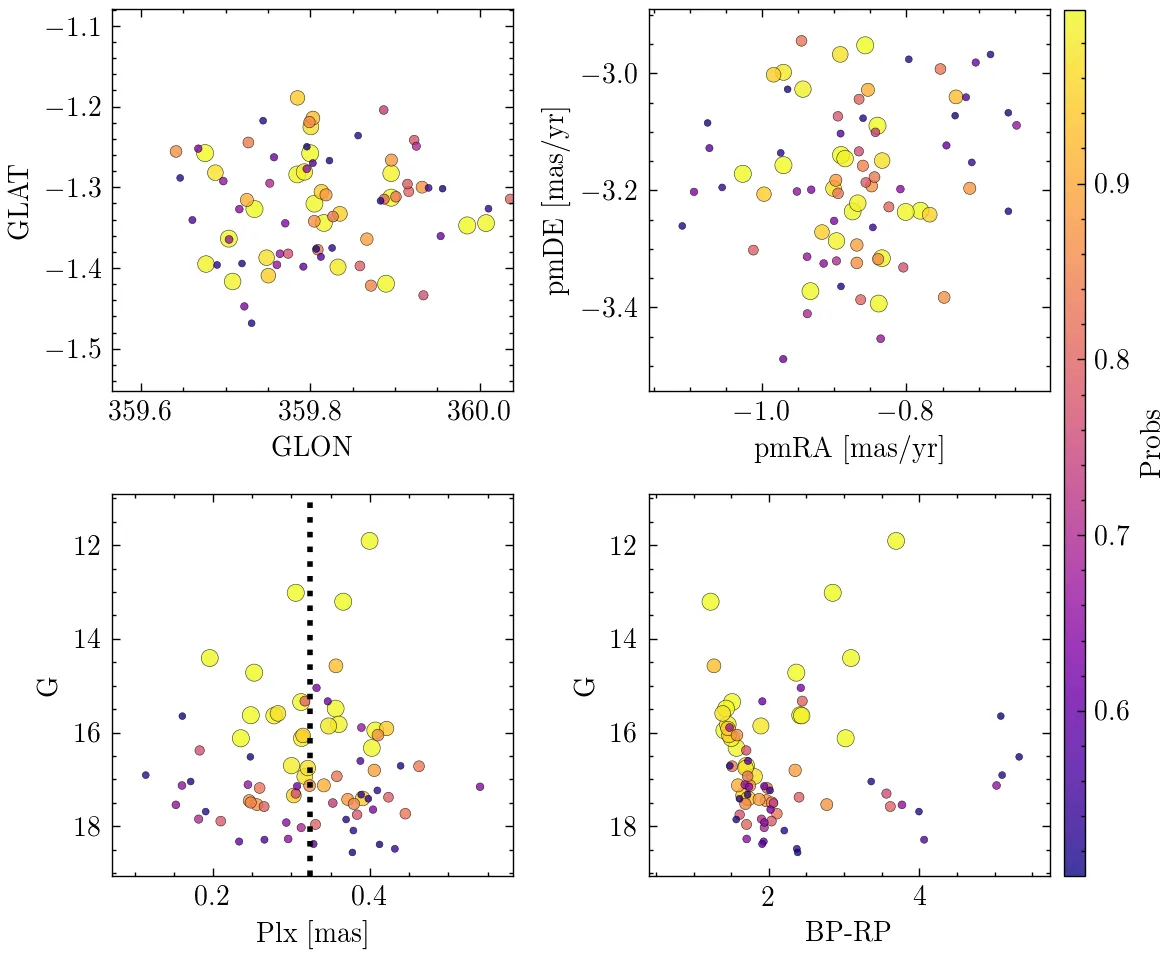 −1.1
−1.2
−1.3
−1.4
−1.5
GLAT
359.6 359.8 360.0
GLON
−3.0
−3.2
−3.4
pmDE [mas/yr]
−1.0 −0.8
pmRA [mas/yr]
12
14
16
18
G
0.2 0.4
Plx [mas]
12
14
16
18
G
2 4
BP-RP
0.9
0.8
0.7
0.6
Probs